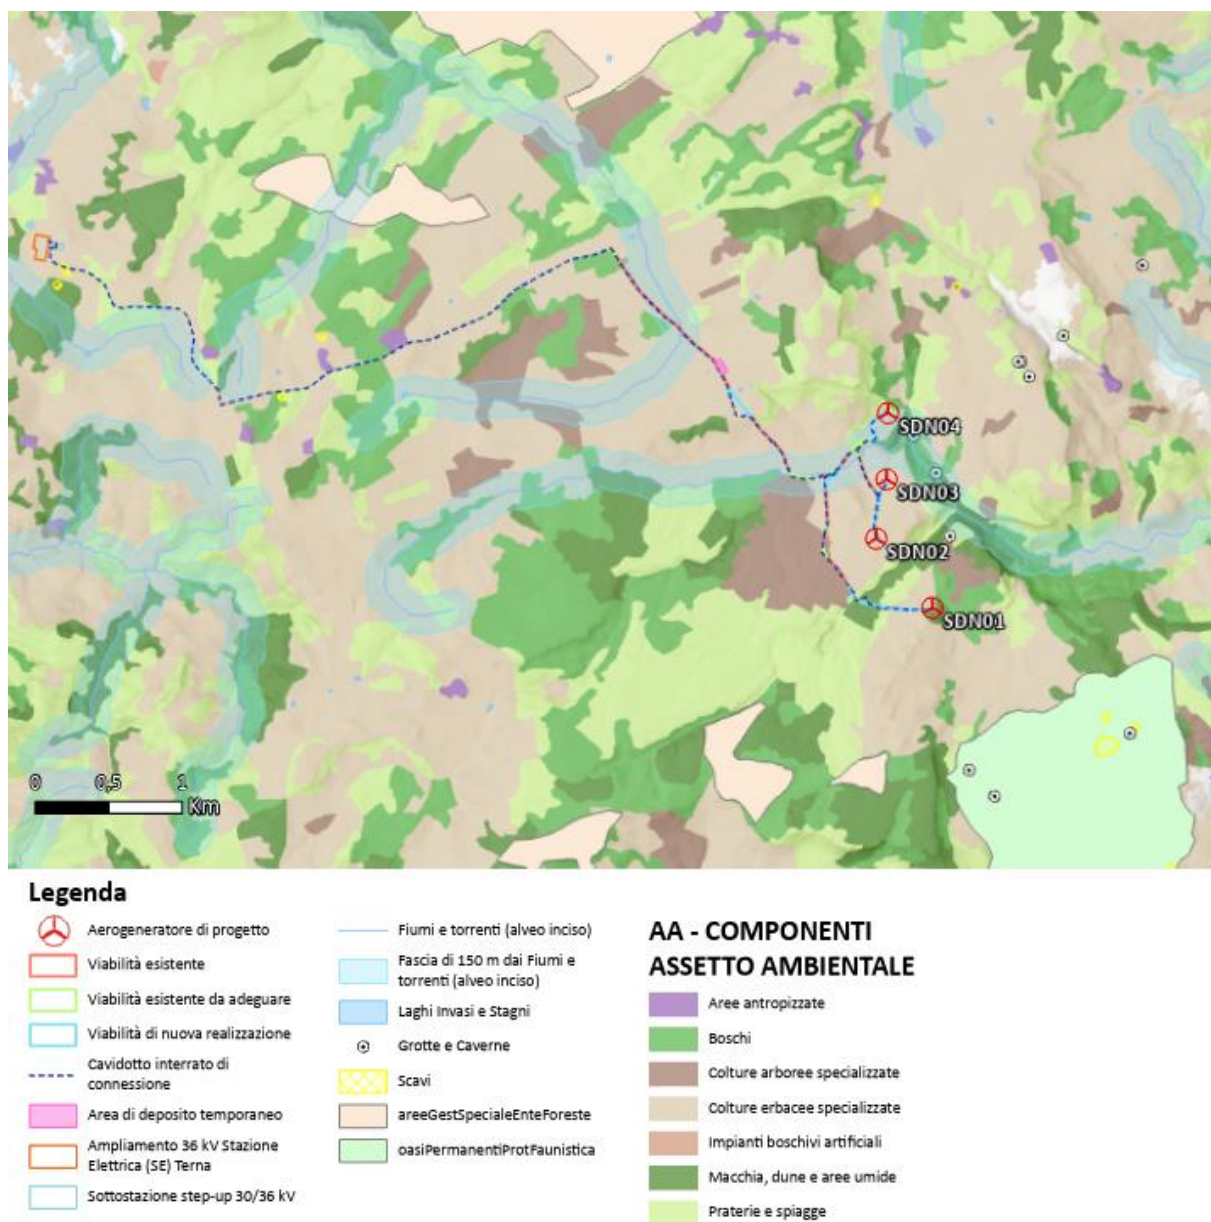 SDN04
SDN03
SDN02
SDN01
0 0,5 1
Km
Legenda
Aerogeneratore di progetto
Viabilità esistente
Viabilità esistente da adeguare
Viabilità di nuova realizzazione
Cavidotto interrato di
connessione
Area di deposito temporaneo
Ampliamento 36 kV Stazione
Elettrica (SE) Terna
Sottostazione step-up 30/36 kV
Fiumi e torrenti (alveo inciso)
Fascia di 150 m dai Fiumi e
torrenti (alveo inciso)
Laghi Invasi e Stagni
Grotte e Caverne
Scavi
areeGestSpecialeEnteForeste
oasiPermanentiProtFaunistica
AA - COMPONENTI
ASSETTO AMBIENTALE
Aree antropizzate
Boschi
Colture arboree specializzate
Colture erbacee specializzate
Impianti boschivi artificiali
Macchia, dune e aree umide
Praterie e spiagge